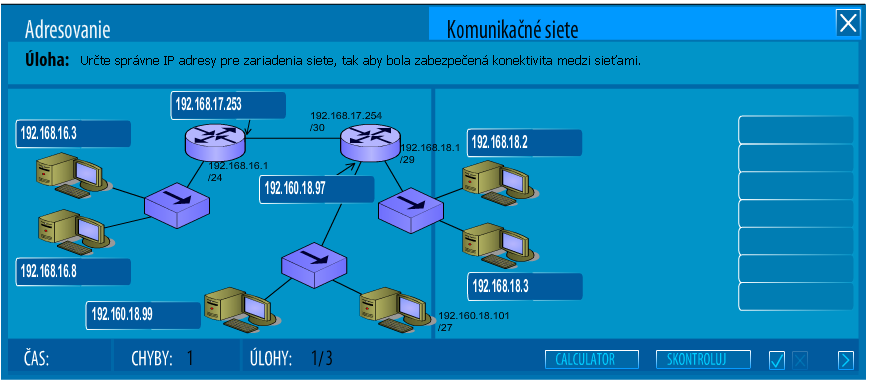 Adresovanie
Komunikačné siete
Úloha: Určte správne IP adresy pre zariadenia siete, tak aby bola zabezpečená konektivita medzi sieťami.
192.168.17.253
192.168.17.254
/30
192.168.16.3
192.168.18.2
192.168.18.1
/29
192.168.16.1
/24
192.160.18.97
192.168.16.8
192.168.18.3
192.160.18.99
192.160.18.101
/27
ČAS:
CHYBY: 1
ÚLOHY: 1/3
CALCULATOR
SKONTROLUJ